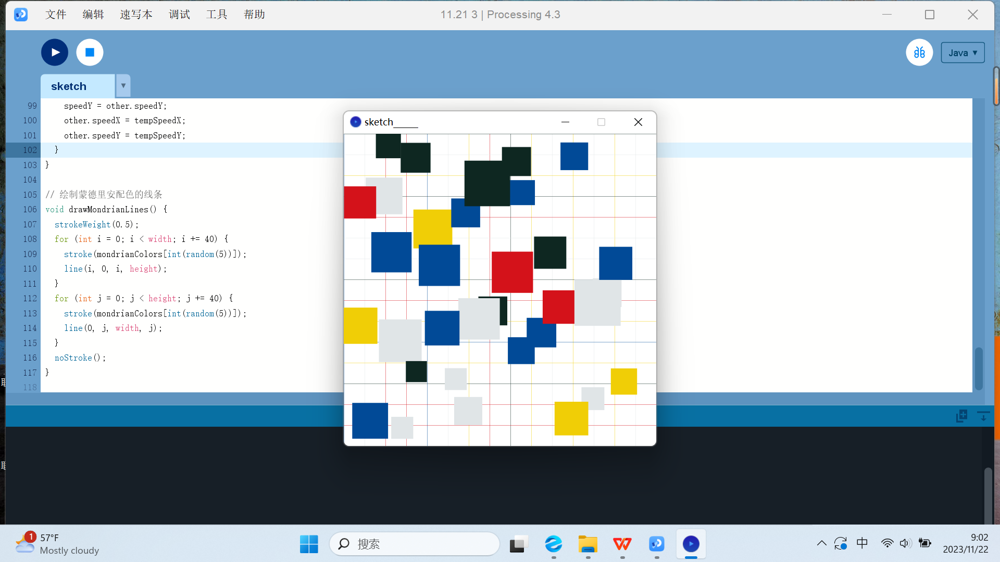 文件 编辑 速写本 调试 工具 帮助
11.21 3 | Processing 4.3
Java ▼
sketch
99 speedY = other.speedY;
100 other.speedX = tempSpeedX;
101 other.speedY = tempSpeedY;
102 }
103 }
104
105 // 绘制蒙德里安配色的线条
106 void drawMondrianLines() {
107 strokeWeight(0.5);
108 for (int i = 0; i < width; i += 40) {
109 stroke(mondrianColors[int(random(5))]);
110 line(i, 0, i, height);
111 }
112 for (int j = 0; j < height; j += 40) {
113 stroke(mondrianColors[int(random(5))]);
114 line(0, j, width, j);
115 }
116 noStroke();
117 }
118
sketch_____
1
57°F
Mostly cloudy
搜索
中
9:02
2023/11/22